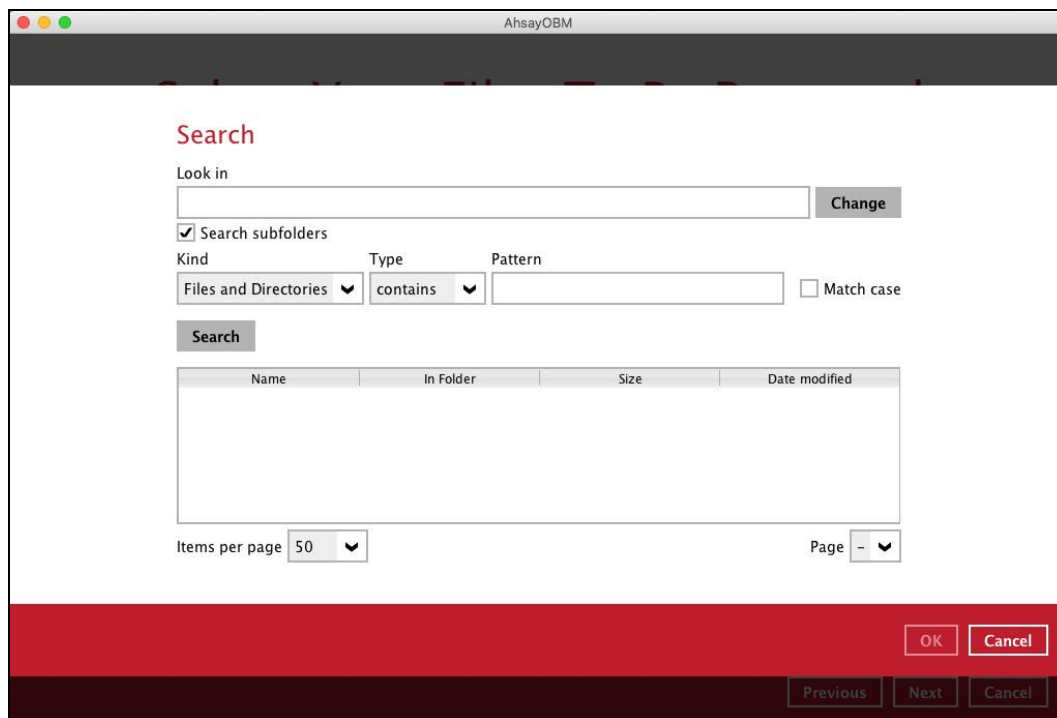 AhsayOBM
Search
Look in
Change
Search subfolders
Kind Type Pattern
Files and Directories contains Match case
Search
Name In Folder Size Date modified
Items per page 50 Page -
OK Cancel
Previous Next Cancel